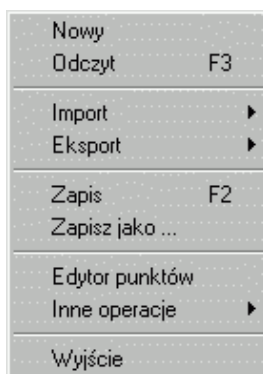 Nowy
Odczyt F3
Import
Eksport
Zapis F2
Zapisz jako ...
Edytor punktów
Inne operacje
Wyjście